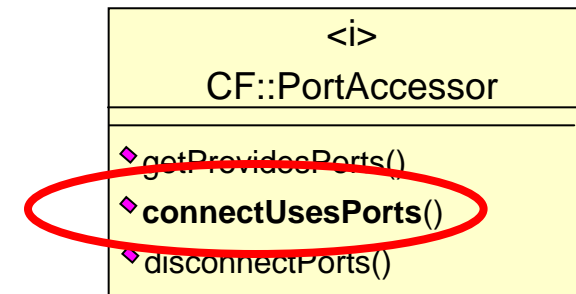 <i>
CF::PortAccessor
getProvidesPorts()
connectUsesPorts()
disconnectPorts()